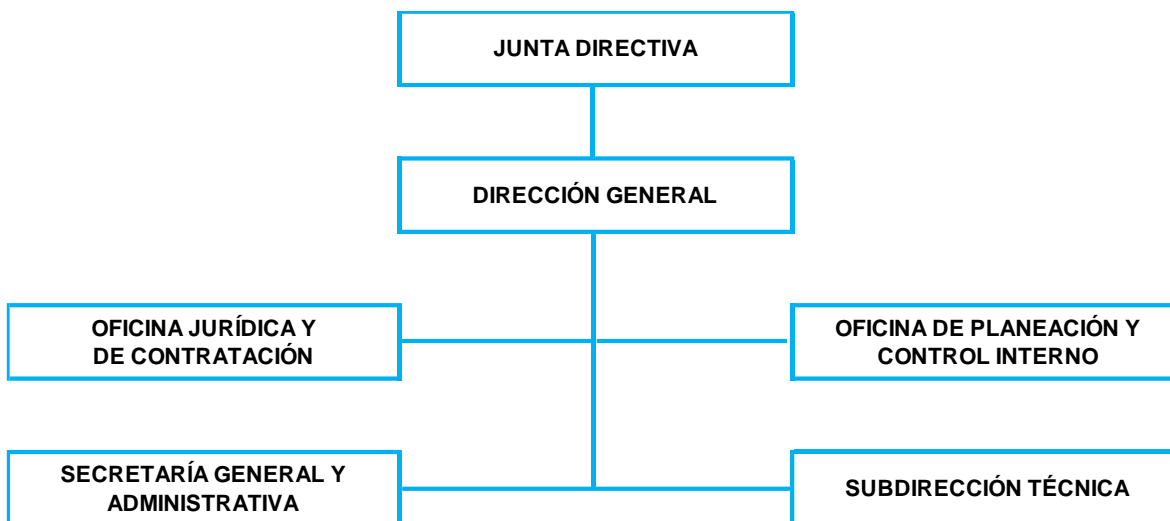 JUNTA DIRECTIVA
DIRECCIÓN GENERAL
OFICINA JURÍDICA Y
DE CONTRATACIÓN
OFICINA DE PLANEACIÓN Y
CONTROL INTERNO
SECRETARÍA GENERAL Y
ADMINISTRATIVA
SUBDIRECCIÓN TÉCNICA